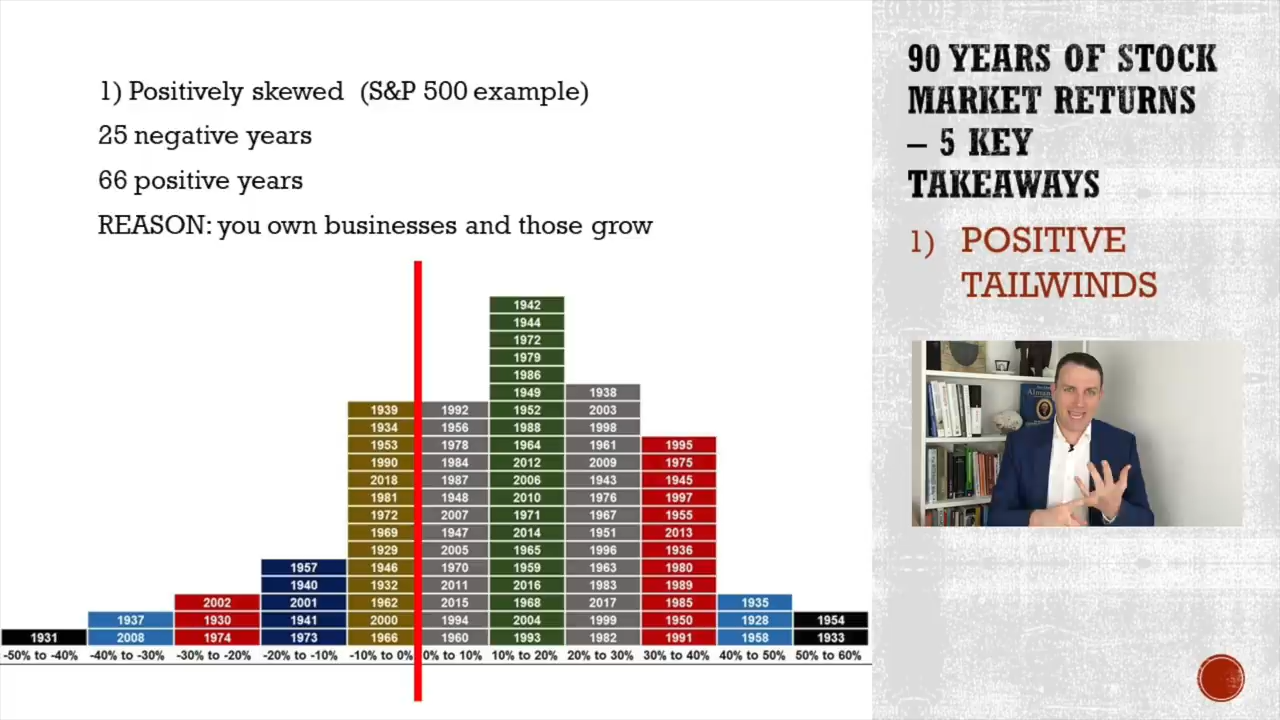 1) Positively skewed (S&P 500 example)
25 negative years
66 positive years
REASON: you own businesses and those grow
90 YEARS OF STOCK
MARKET RETURNS
– 5 KEY
TAKEAWAYS
1) POSITIVE
TAILWINDS
1942
1944
1972
1979
1986
1949 1938
1939 1992 1952 2003
1934 1956 1988 1998
1953 1978 1964 1961 1995
1990 1984 2012 2009 1975
2018 1987 2006 1943 1945
1981 1948 2010 1976 1997
1972 2007 1971 1967 1955
1969 1947 2014 1951 2013
1929 2005 1965 1996 1936
1957 1946 1970 1959 1963 1980
1940 1932 2011 2016 1983 1989
2002 2001 1962 2015 1968 2017 1985 1935
1937 1930 1941 2000 1994 2004 1999 1950 1928 1954
1931 2008 1974 1973 1966 1960 1993 1982 1991 1958 1933
-50% to -40% -40% to -30% -30% to -20% -20% to -10% -10% to 0% 0% to 10% 10% to 20% 20% to 30% 30% to 40% 40% to 50% 50% to 60%